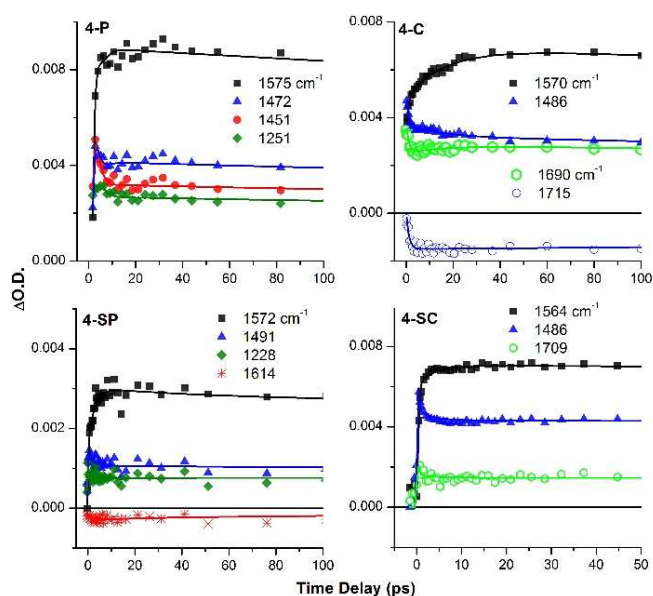 4-P
1575 cm⁻¹
1472
1451
1251
0.008
0.004
0.000
0 20 40 60 80 100
4-C
1570 cm⁻¹
1486
1690 cm⁻¹
1715
0.008
0.004
0.000
0 20 40 60 80 100
ΔO.D.
4-SP
1572 cm⁻¹
1491
1228
1614
0.004
0.002
0.000
0 20 40 60 80 100
4-SC
1564 cm⁻¹
1486
1709
0.008
0.004
0.000
0 10 20 30 40 50
Time Delay (ps)